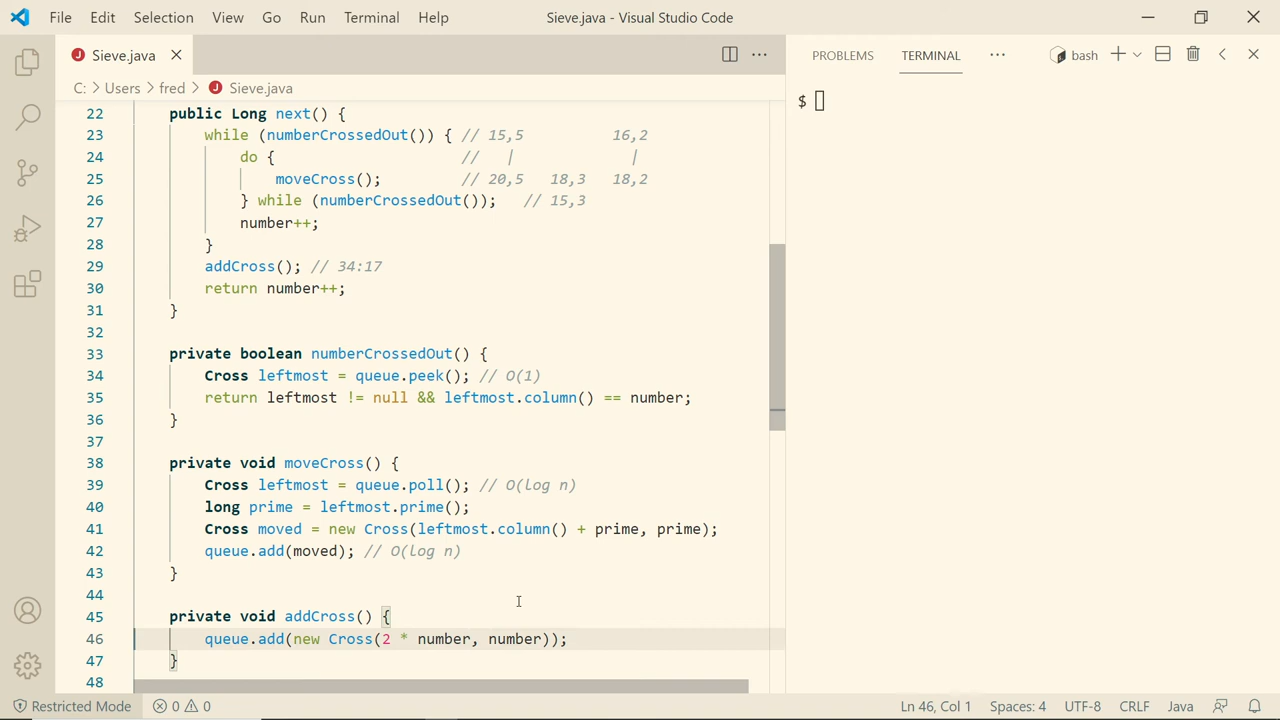 File Edit Selection View Go Run Terminal Help Sieve.java - Visual Studio Code
J Sieve.java PROBLEMS TERMINAL bash
C: > Users > fred > J Sieve.java
$
22 public Long next() {
23 while (numberCrossedOut()) { // 15,5 16,2
24 do { // | |
25 moveCross(); // 20,5 18,3 18,2
26 } while (numberCrossedOut()); // 15,3
27 number++;
28 }
29 addCross(); // 34:17
30 return number++;
31 }
32
33 private boolean numberCrossedOut() {
34 Cross leftmost = queue.peek(); // O(1)
35 return leftmost != null && leftmost.column() == number;
36 }
37
38 private void moveCross() {
39 Cross leftmost = queue.poll(); // O(log n)
40 long prime = leftmost.prime();
41 Cross moved = new Cross(leftmost.column() + prime, prime);
42 queue.add(moved); // O(log n)
43 }
44
45 private void addCross() {
46 queue.add(new Cross(2 * number, number));
47 }
48
Restricted Mode 0 0 Ln 46, Col 1 Spaces: 4 UTF-8 CRLF Java